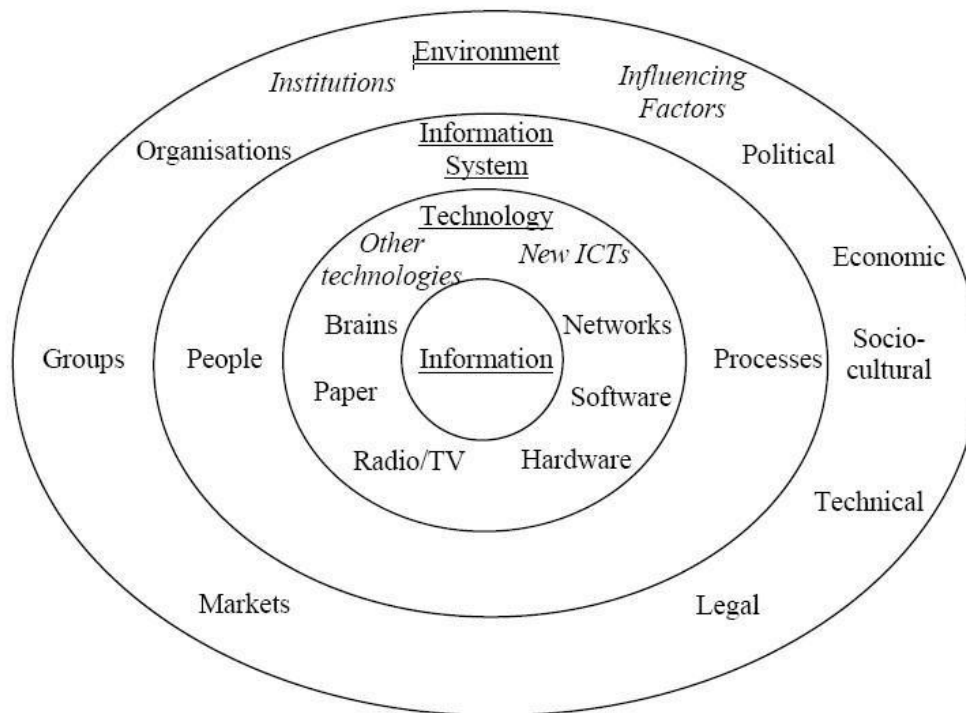 Environment
Institutions
Influencing
Factors
Organisations
Political
Information
System
Technology
Other
technologies
New ICTs
Economic
Brains
Networks
Groups
People
Information
Processes
Socio-
cultural
Paper
Software
Radio/TV
Hardware
Technical
Markets
Legal